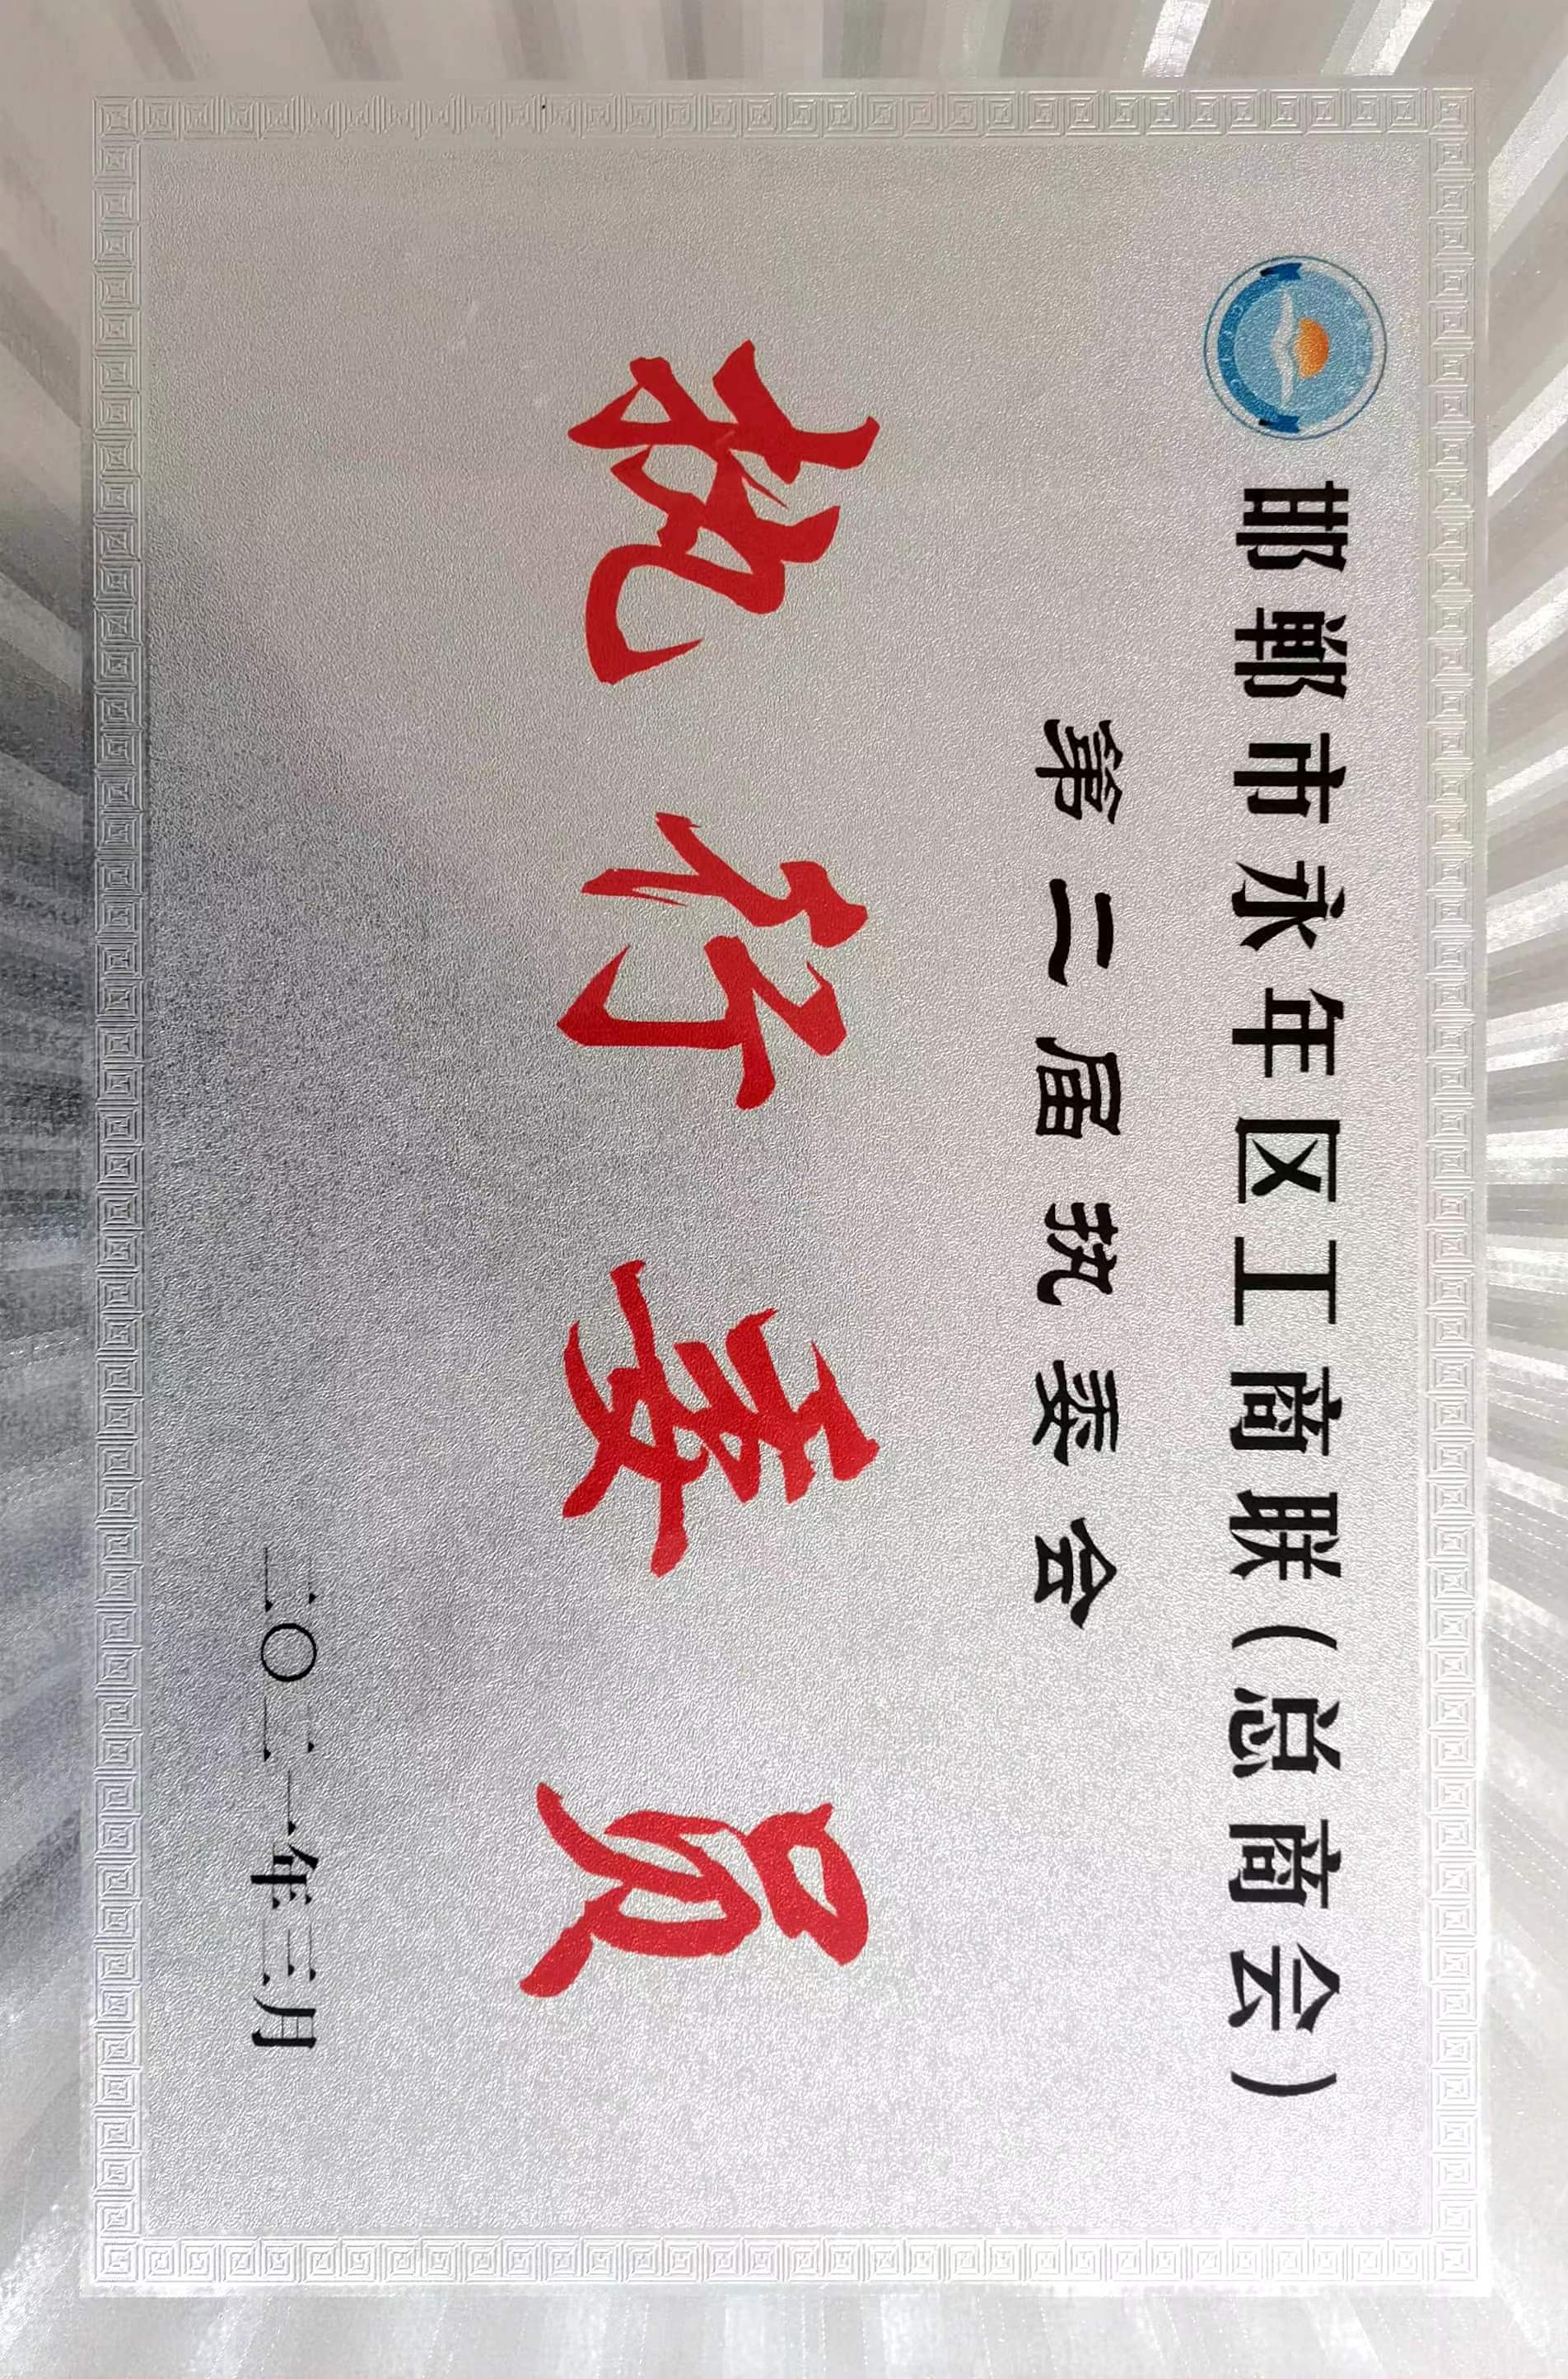 邯郸市永年区工商联(总商会)
第二届执委会
执行委员
二〇二一年三月